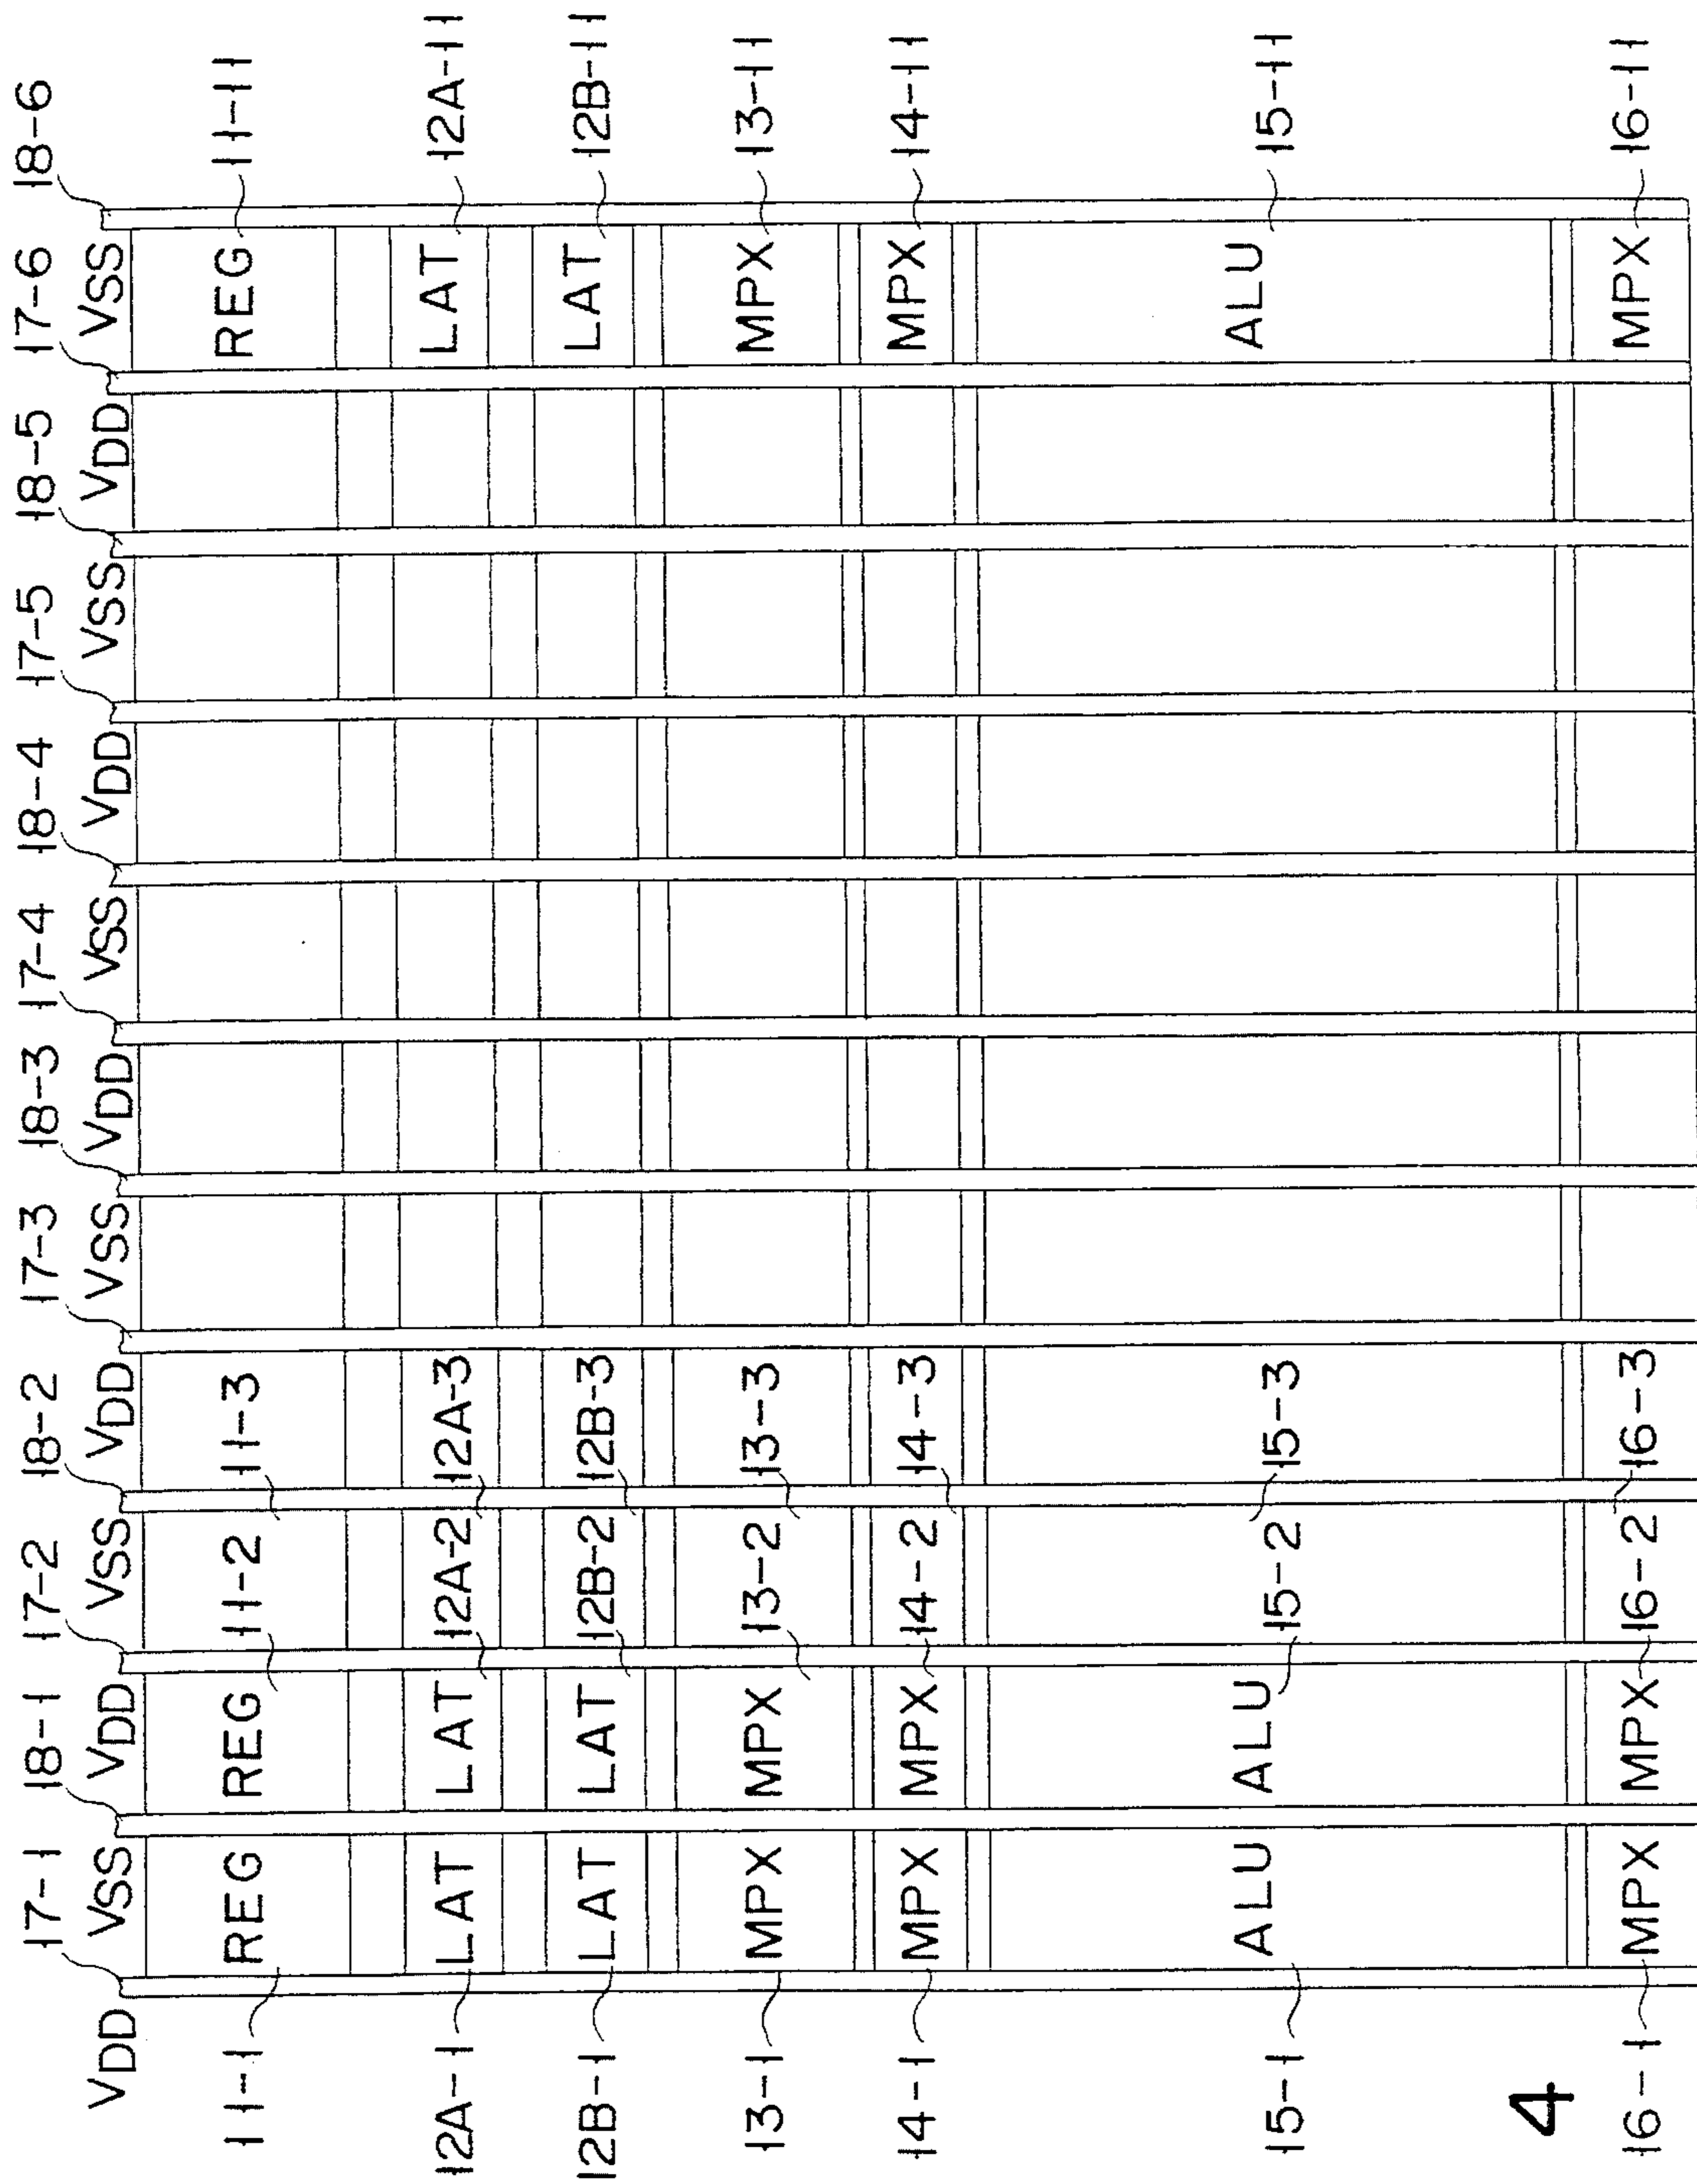 17-1 18-1 17-2 18-2 17-3 18-3 17-4 18-4 17-5 18-5 17-6 18-6
VDD VSS VDD VSS VDD VSS VDD VSS VDD VSS VDD VSS
11-1 REG REG 11-2 11-3 REG 11-11
12A-1 LAT LAT 12A-2 12A-3 LAT 12A-11
12B-1 LAT LAT 12B-2 12B-3 LAT 12B-11
13-1 MPX MPX 13-2 13-3 MPX 13-11
14-1 MPX MPX 14-2 14-3 MPX 14-11
15-1 ALU ALU 15-2 15-3 ALU 15-11
4
16-1 MPX MPX 16-2 16-3 MPX 16-11